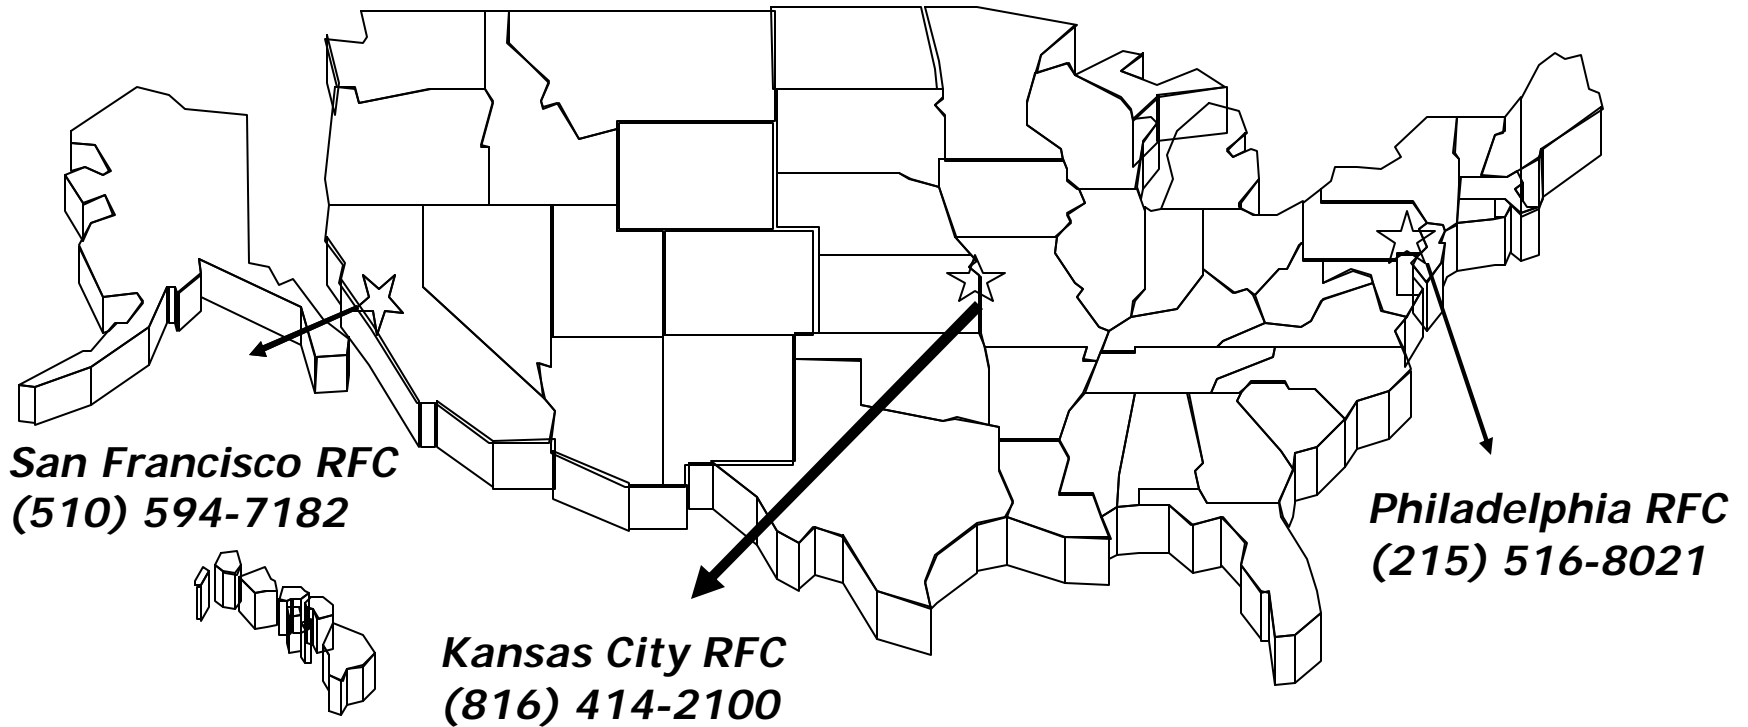 San Francisco RFC
(510) 594-7182
Kansas City RFC
(816) 414-2100
Philadelphia RFC
(215) 516-8021